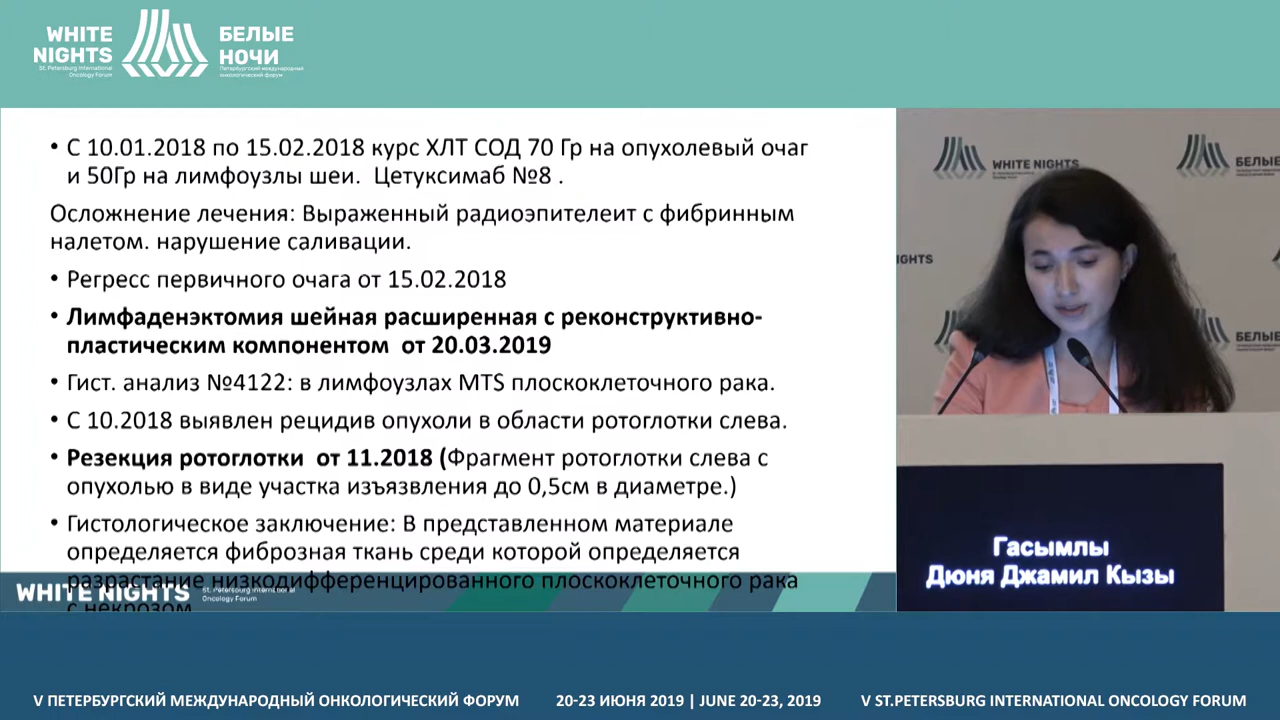 WHITE
NIGHTS
St. Petersburg International
Oncology Forum
БЕЛЫЕ
НОЧИ
Петербургский международный
онкологический форум
• С 10.01.2018 по 15.02.2018 курс ХЛТ СОД 70 Гр на опухолевый очаг
и 50Гр на лимфоузлы шеи. Цетуксимаб №8 .
Осложнение лечения: Выраженный радиоэпителеит с фибринным
налетом. нарушение саливации.
• Регресс первичного очага от 15.02.2018
• Лимфаденэктомия шейная расширенная с реконструктивно-
пластическим компонентом от 20.03.2019
• Гист. анализ №4122: в лимфоузлах MTS плоскоклеточного рака.
• С 10.2018 выявлен рецидив опухоли в области ротоглотки слева.
• Резекция ротоглотки от 11.2018 (Фрагмент ротоглотки слева с
опухолью в виде участка изъязвления до 0,5см в диаметре.)
• Гистологическое заключение: В представленном материале
определяется фиброзная ткань среди которой определяется
разрастание низкодифференцированного плоскоклеточного рака
с некрозом
WHITE NIGHTS
St. Petersburg International
Oncology Forum
WHITE NIGHTS
БЕЛЫЕ
IGHTS
БЕЛЫЕ
Гасымлы
Дюня Джамил Кызы
V ПЕТЕРБУРГСКИЙ МЕЖДУНАРОДНЫЙ ОНКОЛОГИЧЕСКИЙ ФОРУМ
20-23 ИЮНЯ 2019 | JUNE 20-23, 2019
V ST.PETERSBURG INTERNATIONAL ONCOLOGY FORUM